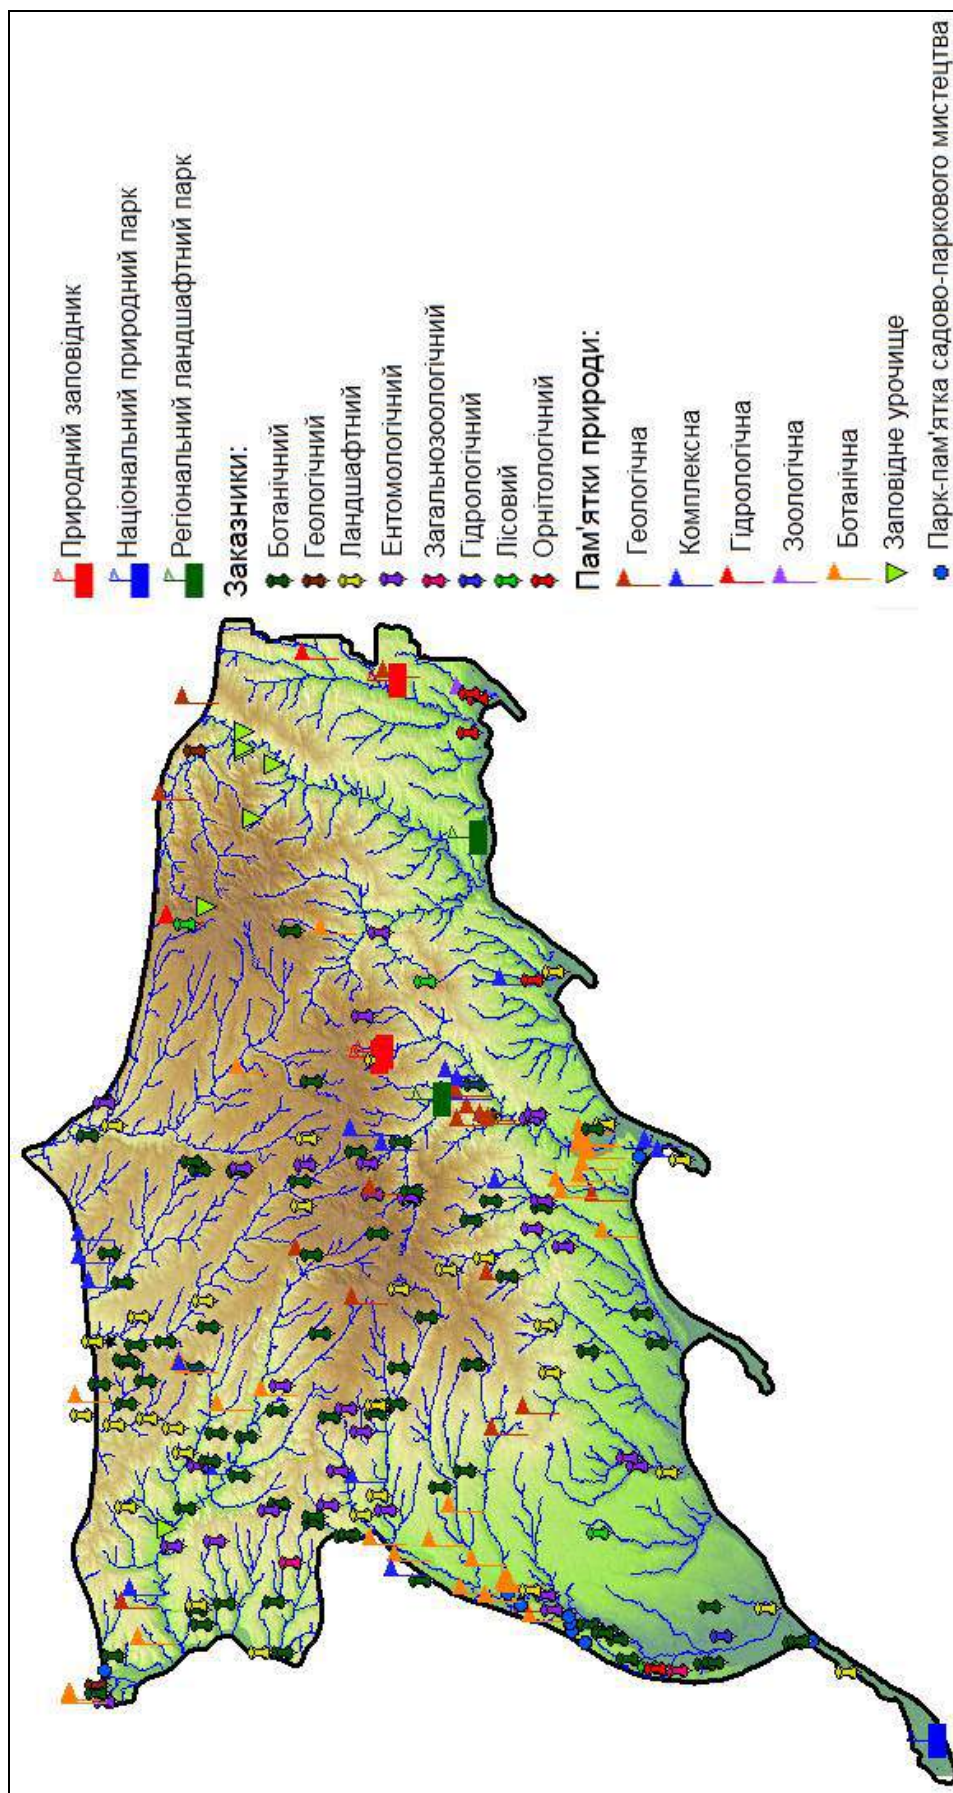 Природний заповідник
Національний природний парк
Регіональний ландшафтний парк
Заказники:
Ботанічний
Геологічний
Ландшафтний
Ентомологічний
Загальнозоологічний
Гідрологічний
Лісовий
Орнітологічний
Пам'ятки природи:
Геологічна
Комплексна
Гідрологічна
Зоологічна
Ботанічна
Заповідне урочище
Парк-пам'ятка садово-паркового мистецтва